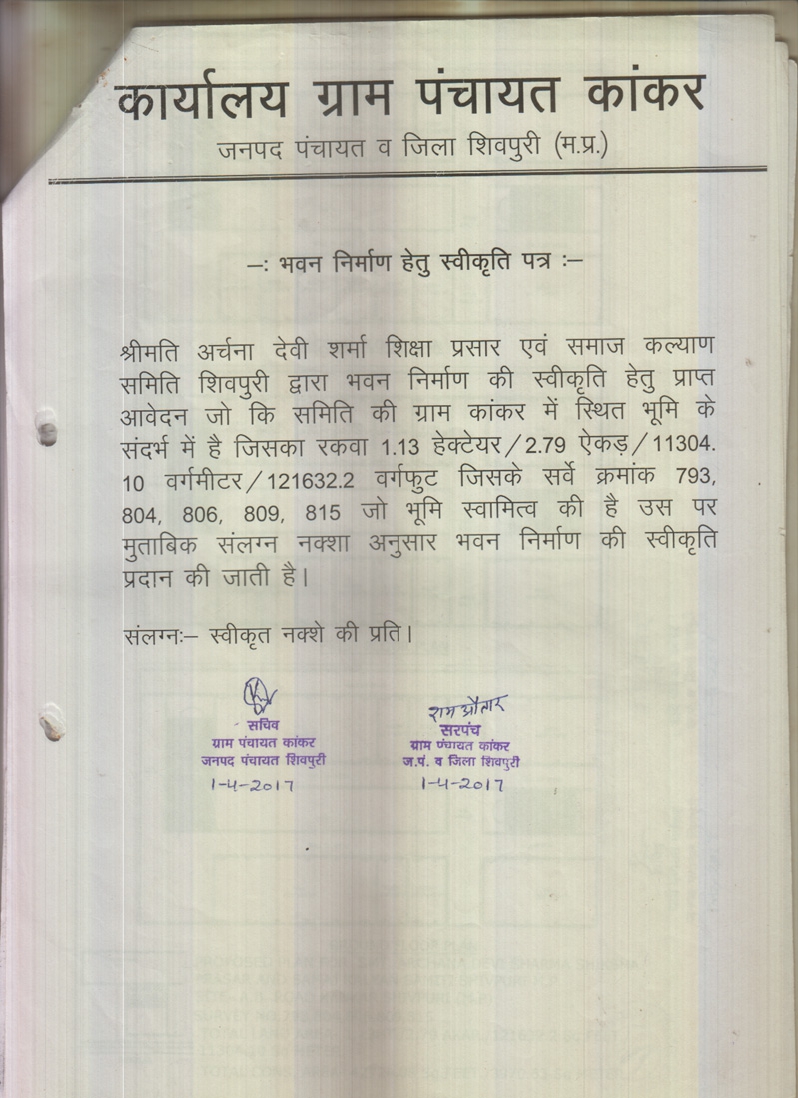 कार्यालय ग्राम पंचायत कांकर
जनपद पंचायत व जिला शिवपुरी (म.प्र.)
–: भवन निर्माण हेतु स्वीकृति पत्र :–
श्रीमति अर्चना देवी शर्मा शिक्षा प्रसार एवं समाज कल्याण
समिति शिवपुरी द्वारा भवन निर्माण की स्वीकृति हेतु प्राप्त
आवेदन जो कि समिति की ग्राम कांकर में स्थित भूमि के
संदर्भ में है जिसका रकवा 1.13 हेक्टेयर/2.79 ऐकड़/11304.
10 वर्गमीटर/121632.2 वर्गफुट जिसके सर्वे क्रमांक 793,
804, 806, 809, 815 जो भूमि स्वामित्व की है उस पर
मुताबिक संलग्न नक्शा अनुसार भवन निर्माण की स्वीकृति
प्रदान की जाती है।
संलग्नः– स्वीकृत नक्शे की प्रति।
सचिव
ग्राम पंचायत कांकर
जनपद पंचायत शिवपुरी
1-4-2017
राम औतार
सरपंच
ग्राम पंचायत कांकर
ज.पं. व जिला शिवपुरी
1-4-2017